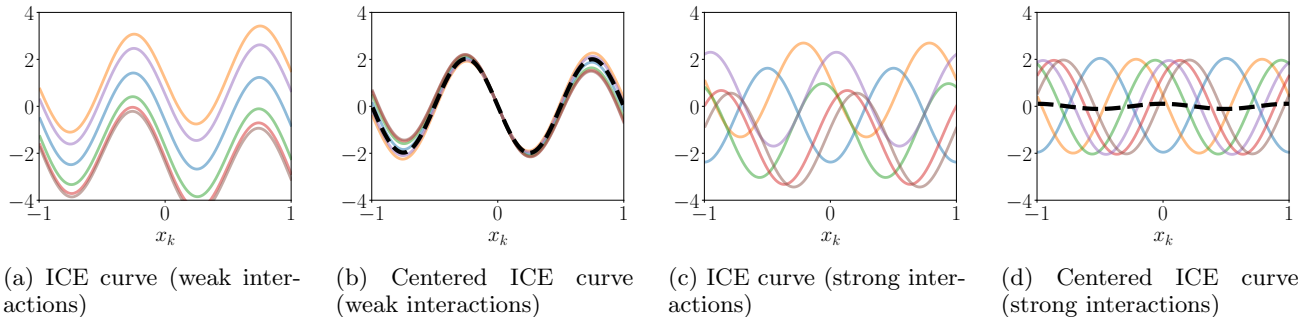 4
2
0
−2
−4
−1
0
1
x_k
4
2
0
−2
−4
−1
0
1
x_k
4
2
0
−2
−4
−1
0
1
x_k
4
2
0
−2
−4
−1
0
1
x_k
(a) ICE curve (weak inter-
actions)
(b) Centered ICE curve
(weak interactions)
(c) ICE curve (strong inter-
actions)
(d) Centered ICE curve
(strong interactions)